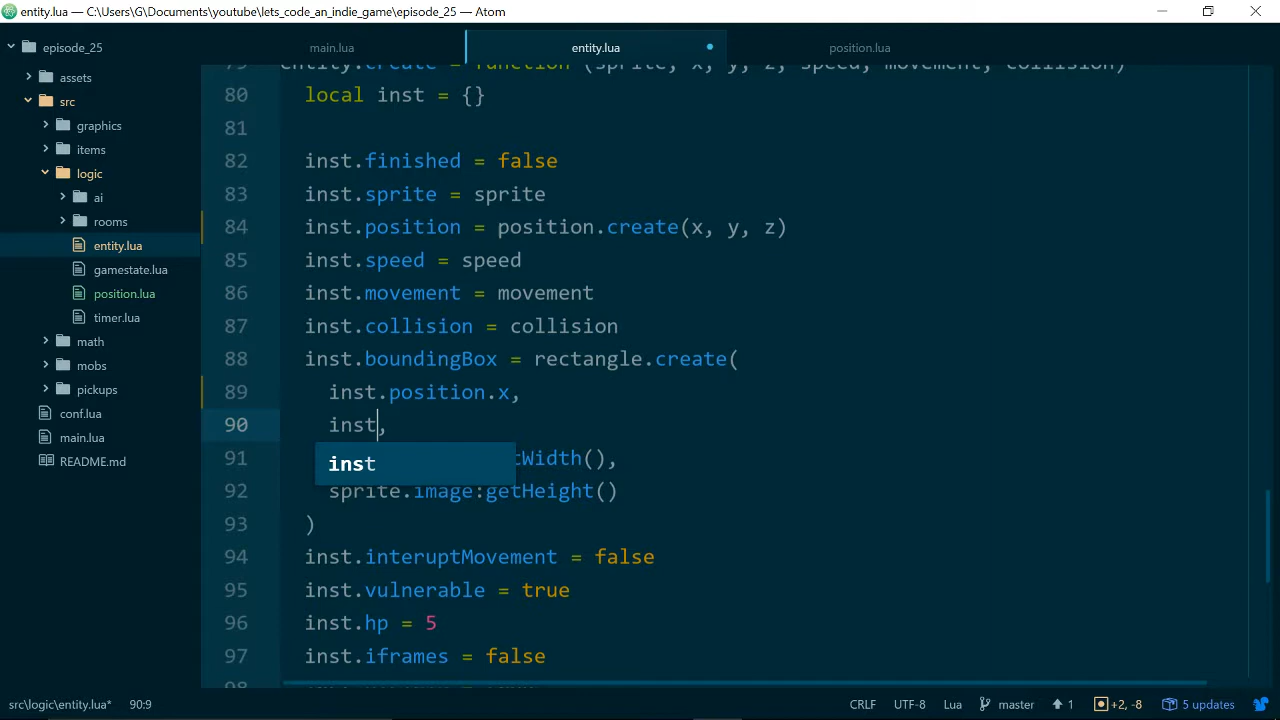 entity.lua — C:\Users\G\Documents\youtube\lets_code_an_indie_game\episode_25 — Atom
episode_25
main.lua
entity.lua
position.lua
assets
src
graphics
items
logic
ai
rooms
entity.lua
gamestate.lua
position.lua
timer.lua
math
mobs
pickups
conf.lua
main.lua
README.md
79 entity.create = function (sprite, x, y, z, speed, movement, collision)
80 local inst = {}
81
82 inst.finished = false
83 inst.sprite = sprite
84 inst.position = position.create(x, y, z)
85 inst.speed = speed
86 inst.movement = movement
87 inst.collision = collision
88 inst.boundingBox = rectangle.create(
89 inst.position.x,
90 inst,
inst
91 tWidth(),
92 sprite.image:getHeight()
93 )
94 inst.interuptMovement = false
95 inst.vulnerable = true
96 inst.hp = 5
97 inst.iframes = false
98
src\logic\entity.lua* 90:9
CRLF UTF-8 Lua master 1 +2, -8 5 updates